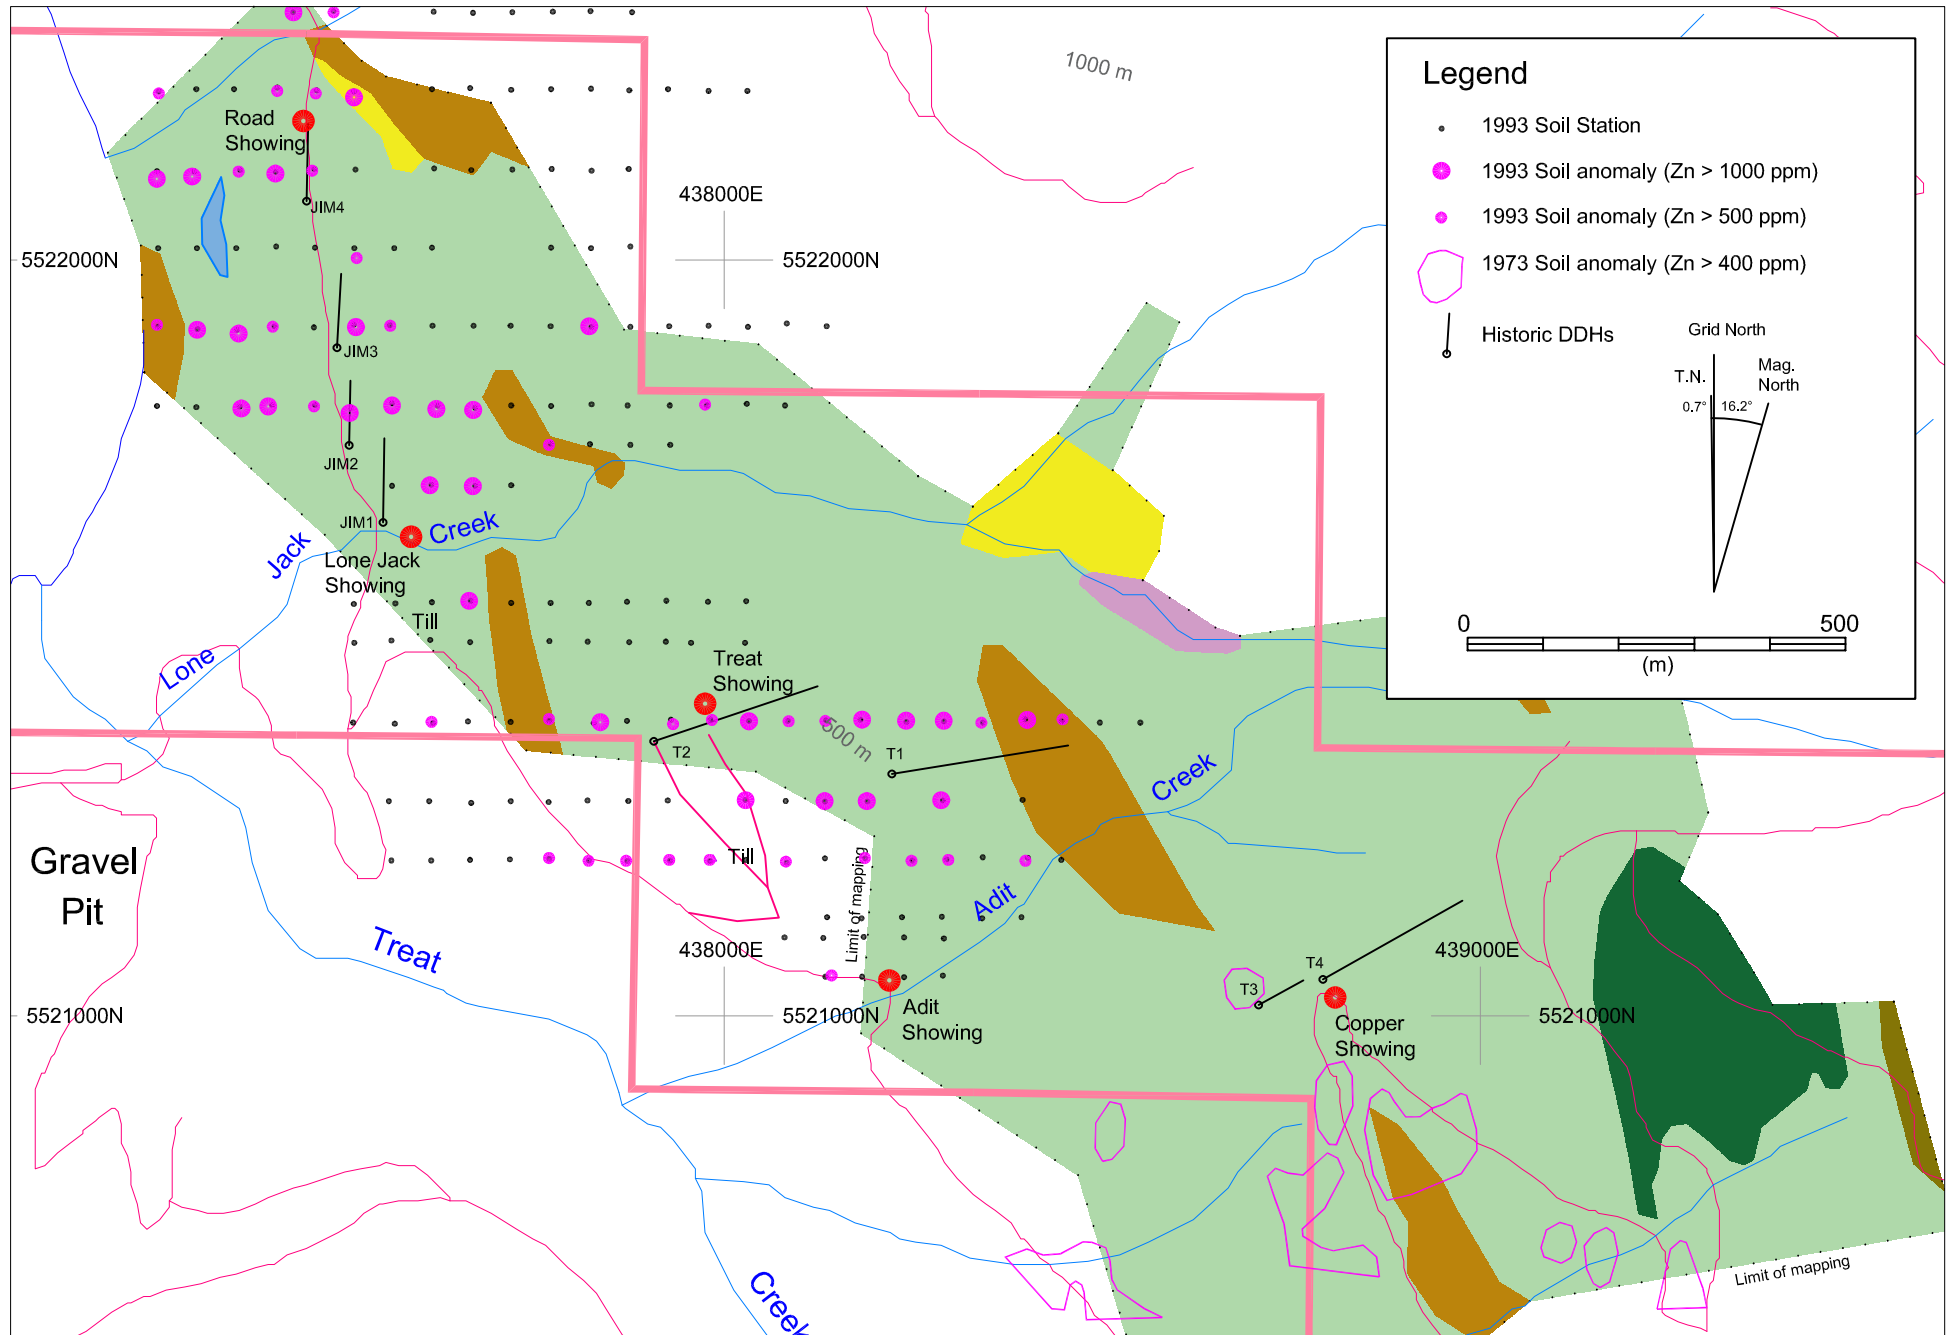 1000 m
Legend
1993 Soil Station
1993 Soil anomaly (Zn > 1000 ppm)
1993 Soil anomaly (Zn > 500 ppm)
1973 Soil anomaly (Zn > 400 ppm)
Historic DDHs
Grid North
T.N.
Mag.
North
0.7°
16.2°
0
500
(m)
Road
Showing
JIM4
438000E
5522000N
5522000N
JIM3
JIM2
JIM1
Creek
Jack
Lone Jack
Showing
Till
Lone
Treat
Showing
500 m
T2
T1
Creek
Till
Limit of mapping
Adit
Gravel
Pit
Treat
438000E
439000E
T4
T3
5521000N
5521000N
5521000N
Adit
Showing
Copper
Showing
Limit of mapping
Creek